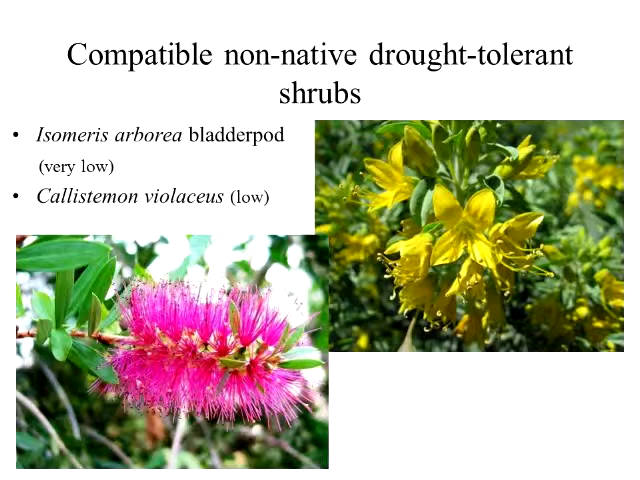 Compatible non-native drought-tolerant
shrubs
• Isomeris arborea bladderpod
(very low)
• Callistemon violaceus (low)